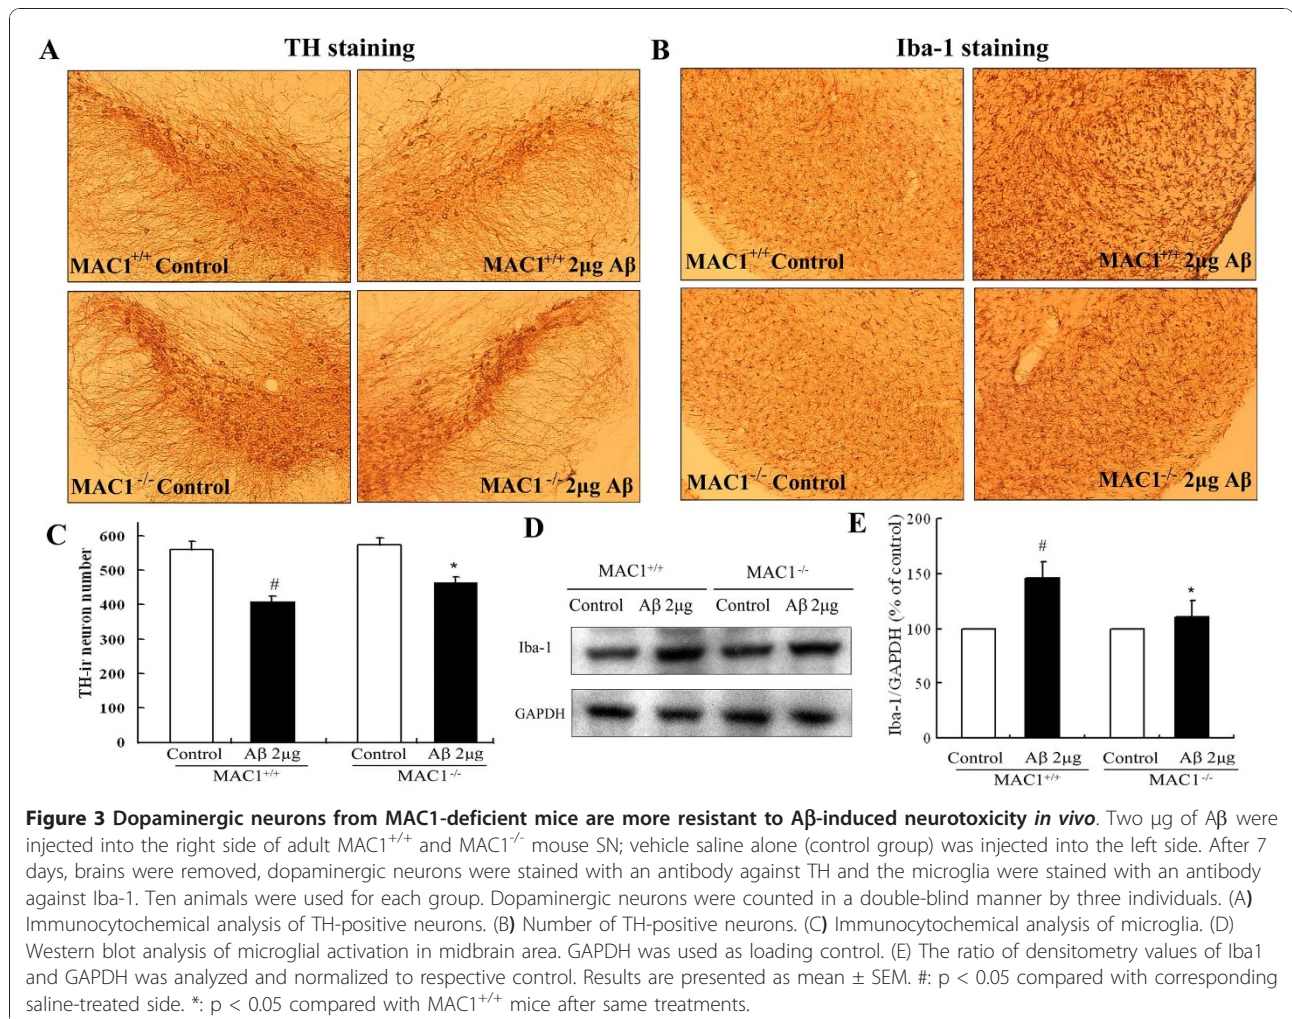 A
TH staining
B
Iba-1 staining
MAC1+/+ Control
MAC1+/+ 2µg Aβ
MAC1+/+ Control
MAC1+/+ 2µg Aβ
MAC1-/- Control
MAC1-/- 2µg Aβ
MAC1-/- Control
MAC1-/- 2µg Aβ
C
TH-ir neuron number
600
500
400
300
200
100
0
#
*
Control
Aβ 2µg
Control
Aβ 2µg
MAC1+/+
MAC1-/-
D
MAC1+/+
MAC1-/-
Control
Aβ 2µg
Control
Aβ 2µg
Iba-1
GAPDH
E
Iba-1/GAPDH (% of control)
200
150
100
50
0
#
*
Control
Aβ 2µg
Control
Aβ 2µg
MAC1+/+
MAC1-/-
Figure 3 Dopaminergic neurons from MAC1-deficient mice are more resistant to Aβ-induced neurotoxicity in vivo. Two µg of Aβ were
injected into the right side of adult MAC1+/+ and MAC1-/- mouse SN; vehicle saline alone (control group) was injected into the left side. After 7
days, brains were removed, dopaminergic neurons were stained with an antibody against TH and the microglia were stained with an antibody
against Iba-1. Ten animals were used for each group. Dopaminergic neurons were counted in a double-blind manner by three individuals. (A)
Immunocytochemical analysis of TH-positive neurons. (B) Number of TH-positive neurons. (C) Immunocytochemical analysis of microglia. (D)
Western blot analysis of microglial activation in midbrain area. GAPDH was used as loading control. (E) The ratio of densitometry values of Iba1
and GAPDH was analyzed and normalized to respective control. Results are presented as mean ± SEM. #: p < 0.05 compared with corresponding
saline-treated side. *: p < 0.05 compared with MAC1+/+ mice after same treatments.